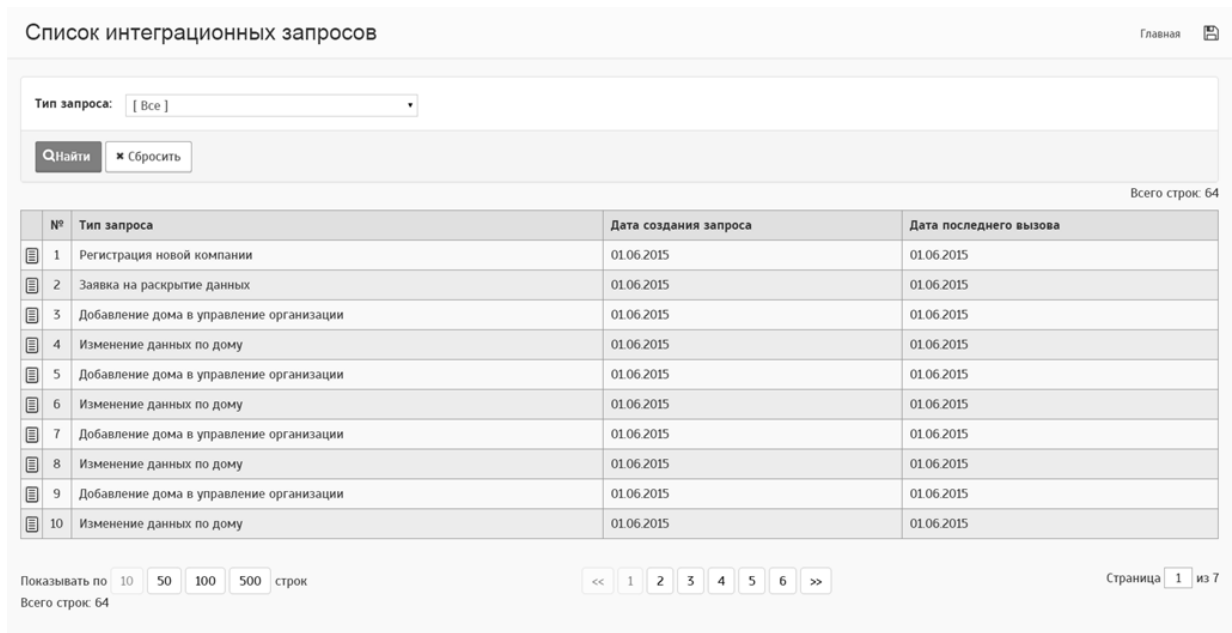 Список интеграционных запросов
Главная
Тип запроса: [ Все ]
Найти ✖ Сбросить
Всего строк: 64
№ Тип запроса Дата создания запроса Дата последнего вызова
1 Регистрация новой компании 01.06.2015 01.06.2015
2 Заявка на раскрытие данных 01.06.2015 01.06.2015
3 Добавление дома в управление организации 01.06.2015 01.06.2015
4 Изменение данных по дому 01.06.2015 01.06.2015
5 Добавление дома в управление организации 01.06.2015 01.06.2015
6 Изменение данных по дому 01.06.2015 01.06.2015
7 Добавление дома в управление организации 01.06.2015 01.06.2015
8 Изменение данных по дому 01.06.2015 01.06.2015
9 Добавление дома в управление организации 01.06.2015 01.06.2015
10 Изменение данных по дому 01.06.2015 01.06.2015
Показывать по 10 50 100 500 строк << 1 2 3 4 5 6 >> Страница 1 из 7
Всего строк: 64